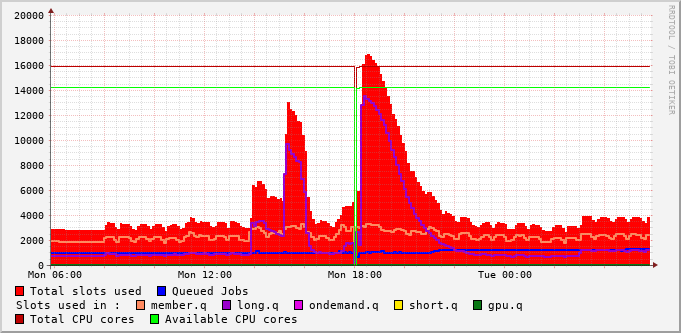 20000
18000
16000
14000
12000
10000
8000
6000
4000
2000
0
Mon 06:00 Mon 12:00 Mon 18:00 Tue 00:00
Total slots used Queued Jobs
Slots used in : member.q long.q ondemand.q short.q gpu.q
Total CPU cores Available CPU cores
RRDTOOL / TOBI OETIKER